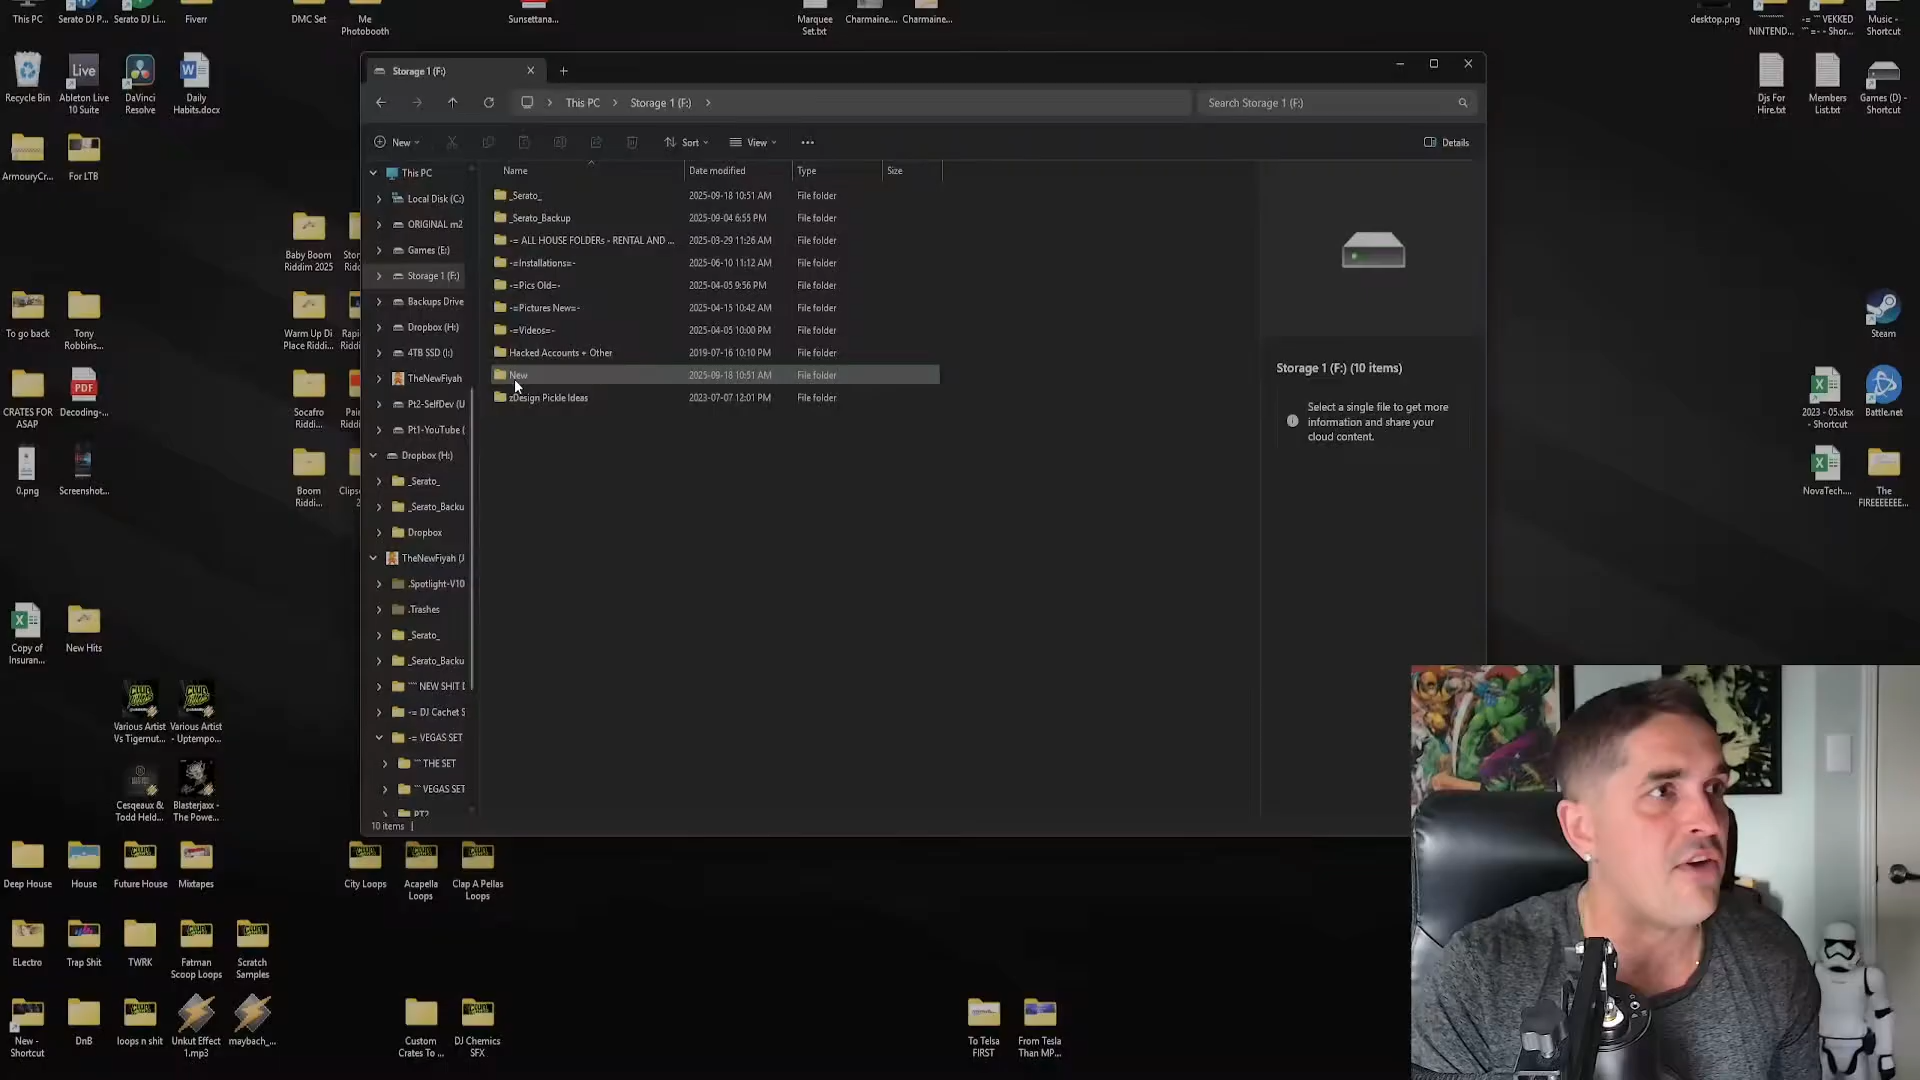 This PC
Serato DJ P...
Serato DJ Li...
Fiverr
DMC Set
Me
Photobooth
Sunsettana...
Marquee
Set.txt
Charmaine...
Charmaine...
desktop.png
NINTEND...
-= ``` VEKKED
``` =- - Shor...
Music -
Shortcut
Recycle Bin
Ableton Live
10 Suite
DaVinci
Resolve
Daily
Habits.docx
Djs For
Hire.txt
Members
List.txt
Games (D) -
Shortcut
ArmouryCr...
For LTB
Storage 1 (F:)
This PC
Storage 1 (F:)
Search Storage 1 (F:)
New
Sort
View
Details
Name
Date modified
Type
Size
_Serato_
2025-09-18 10:51 AM
File folder
_Serato_Backup
2025-09-04 6:55 PM
File folder
-= ALL HOUSE FOLDERs - RENTAL AND ...
2025-03-29 11:26 AM
File folder
-=Installations=-
2025-06-10 11:12 AM
File folder
-=Pics Old=-
2025-04-05 9:56 PM
File folder
-=Pictures New=-
2025-04-15 10:42 AM
File folder
-=Videos=-
2025-04-05 10:00 PM
File folder
Hacked Accounts + Other
2019-07-16 10:10 PM
File folder
New
2025-09-18 10:51 AM
File folder
zDesign Pickle Ideas
2023-07-07 12:01 PM
File folder
This PC
Local Disk (C:)
ORIGINAL m2
Games (E:)
Storage 1 (F:)
Backups Drive
Dropbox (H:)
4TB SSD (I:)
TheNewFiyah
Pt2-SelfDev (U
Pt1-YouTube (
Dropbox (H:)
_Serato_
_Serato_Backu
Dropbox
TheNewFiyah (J
.Spotlight-V10
.Trashes
_Serato_
_Serato_Backu
```` NEW SHIT D
-= DJ Cachet S
-= VEGAS SET
``` THE SET
``` VEGAS SET
PT2
10 items
Storage 1 (F:) (10 items)
Select a single file to get more
information and share your
cloud content.
Baby Boom
Riddim 2025
Warm Up Di
Place Riddi...
Socafro
Riddi...
Boom
Riddi...
Clips
To go back
Tony
Robbins...
CRATES FOR
ASAP
PDF
Decoding-...
0.png
Screenshot...
Steam
2023 - 05.xlsx
- Shortcut
Battle.net
NovaTech....
The
FIREEEEEE...
Copy of
Insuran...
New Hits
Various Artist
Vs Tigernut...
Various Artist
- Uptempo...
Cesqeaux &
Todd Held...
Blasterjaxx -
The Powe...
Deep House
House
Future House
Mixtapes
City Loops
Acapella
Loops
Clap A Pellas
Loops
ELectro
Trap Shit
TWRK
Fatman
Scoop Loops
Scratch
Samples
New -
Shortcut
DnB
loops n shit
Unkut Effect
1.mp3
maybach_...
Custom
Crates To ...
DJ Chemics
SFX
To Telsa
FIRST
From Tesla
Than MP...